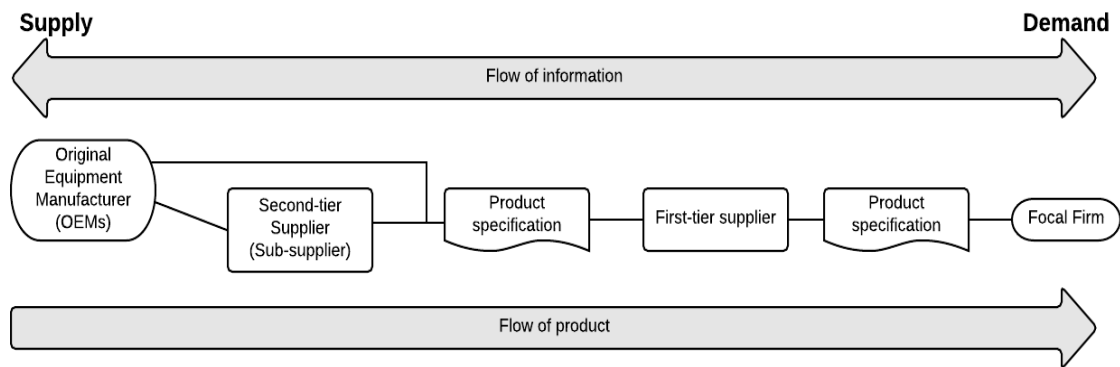 Supply
Demand
Flow of information
Original
Equipment
Manufacturer
(OEMs)
Second-tier
Supplier
(Sub-supplier)
Product
specification
First-tier supplier
Product
specification
Focal Firm
Flow of product